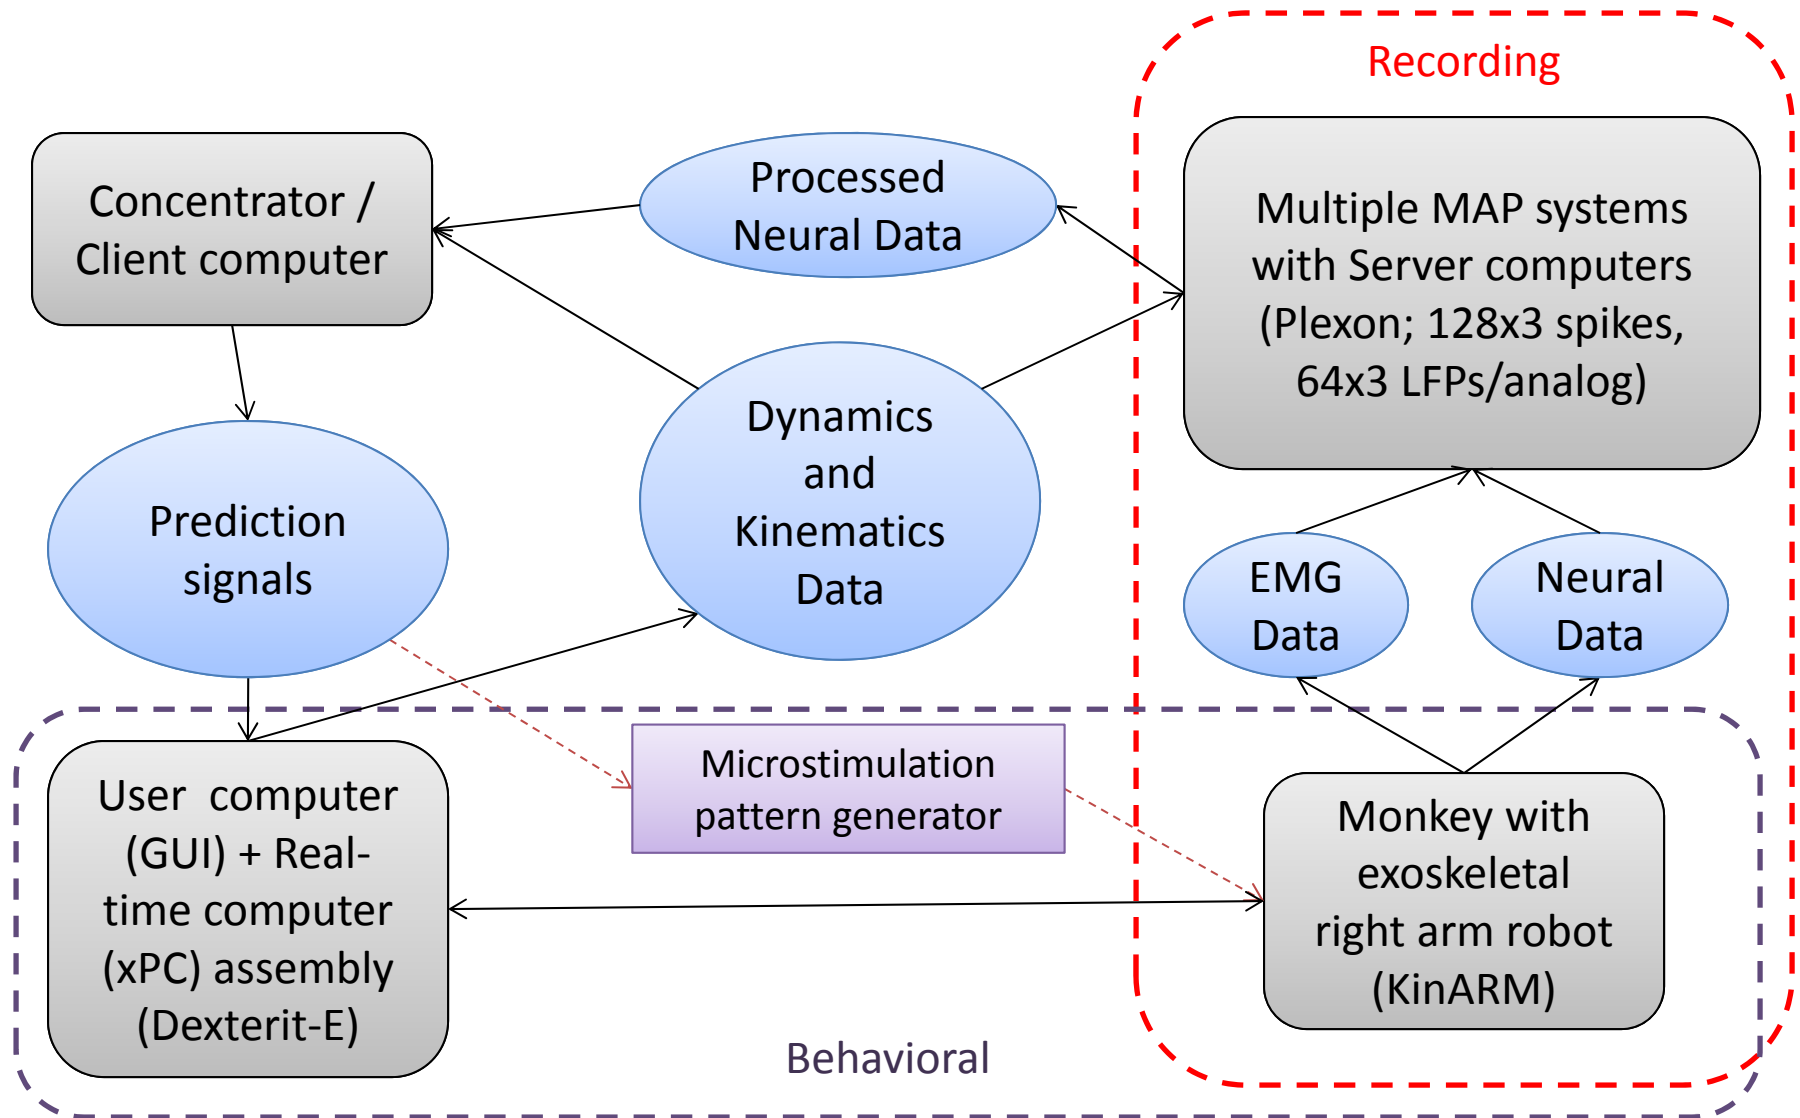 Recording
Concentrator /
Client computer
Processed
Neural Data
Multiple MAP systems
with Server computers
(Plexon; 128x3 spikes,
64x3 LFPs/analog)
Dynamics
and
Kinematics
Data
Prediction
signals
EMG
Data
Neural
Data
User computer
(GUI) + Real-
time computer
(xPC) assembly
(Dexterit-E)
Microstimulation
pattern generator
Monkey with
exoskeletal
right arm robot
(KinARM)
Behavioral